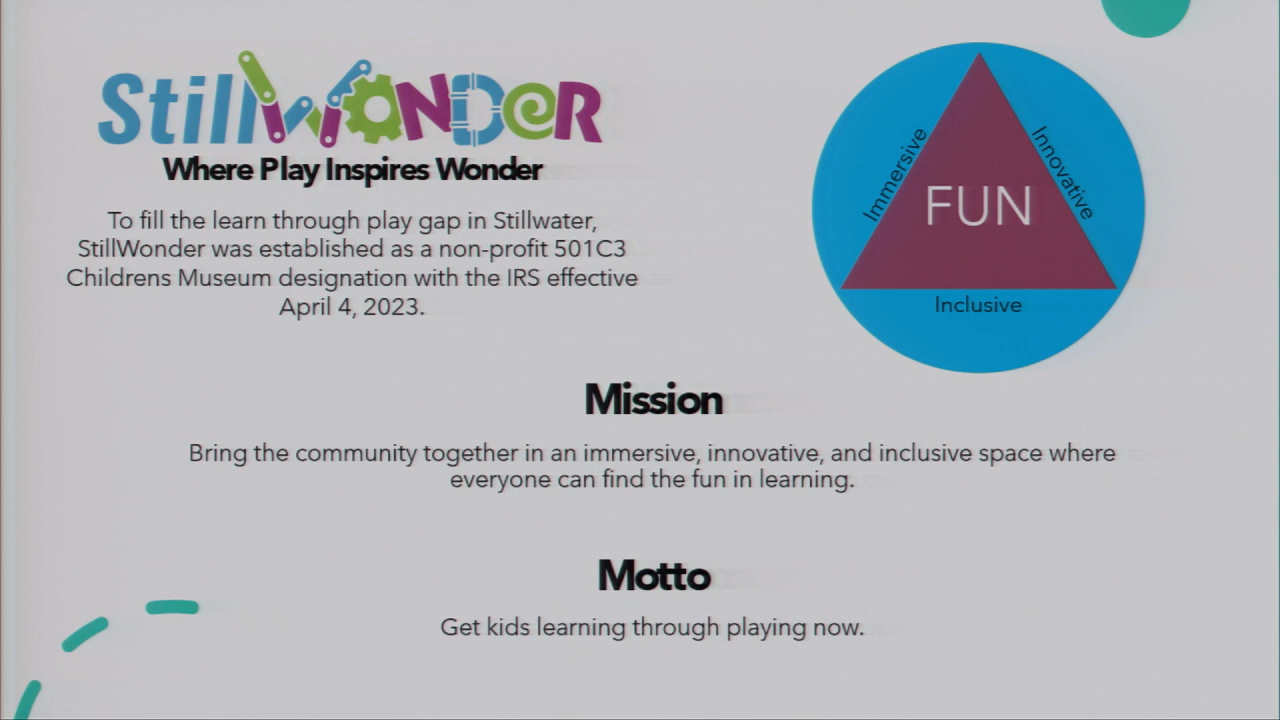 StillWONDeR
Where Play Inspires Wonder
To fill the learn through play gap in Stillwater,
StillWonder was established as a non-profit 501C3
Childrens Museum designation with the IRS effective
April 4, 2023.
Immersive
Innovative
FUN
Inclusive
Mission
Bring the community together in an immersive, innovative, and inclusive space where
everyone can find the fun in learning.
Motto
Get kids learning through playing now.